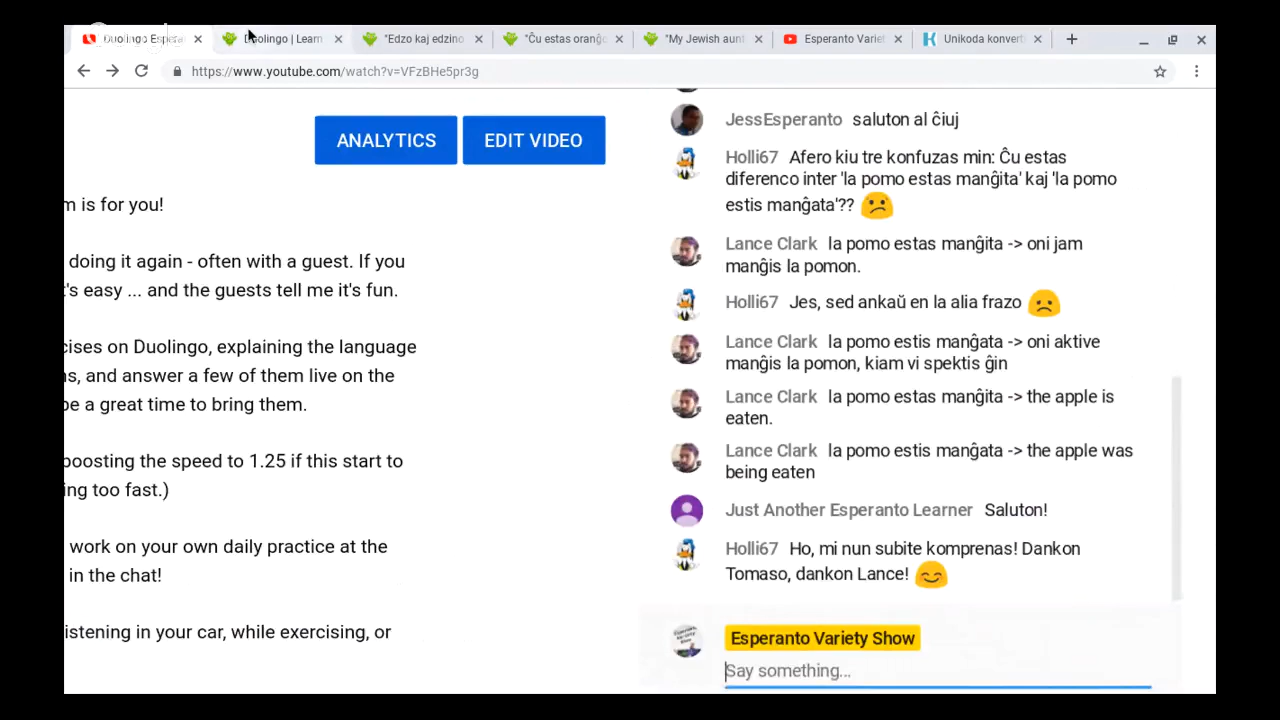 Duolingo Espera
Duolingo | Learn
"Edzo kaj edzino
"Ĉu estas oranĝo
"My Jewish aunt
Esperanto Variet
Unikoda konvert
https://www.youtube.com/watch?v=VFzBHe5pr3g
ANALYTICS
EDIT VIDEO
m is for you!
doing it again - often with a guest. If you
t's easy ... and the guests tell me it's fun.
cises on Duolingo, explaining the language
ns, and answer a few of them live on the
be a great time to bring them.
boosting the speed to 1.25 if this start to
ing too fast.)
work on your own daily practice at the
in the chat!
listening in your car, while exercising, or
JessEsperanto saluton al ĉiuj
Holli67 Afero kiu tre konfuzas min: Ĉu estas
diferenco inter 'la pomo estas manĝita' kaj 'la pomo
estis manĝata'??
Lance Clark la pomo estas manĝita -> oni jam
manĝis la pomon.
Holli67 Jes, sed ankaŭ en la alia frazo
Lance Clark la pomo estis manĝata -> oni aktive
manĝis la pomon, kiam vi spektis ĝin
Lance Clark la pomo estas manĝita -> the apple is
eaten.
Lance Clark la pomo estis manĝata -> the apple was
being eaten
Just Another Esperanto Learner Saluton!
Holli67 Ho, mi nun subite komprenas! Dankon
Tomaso, dankon Lance!
Esperanto Variety Show
Say something...